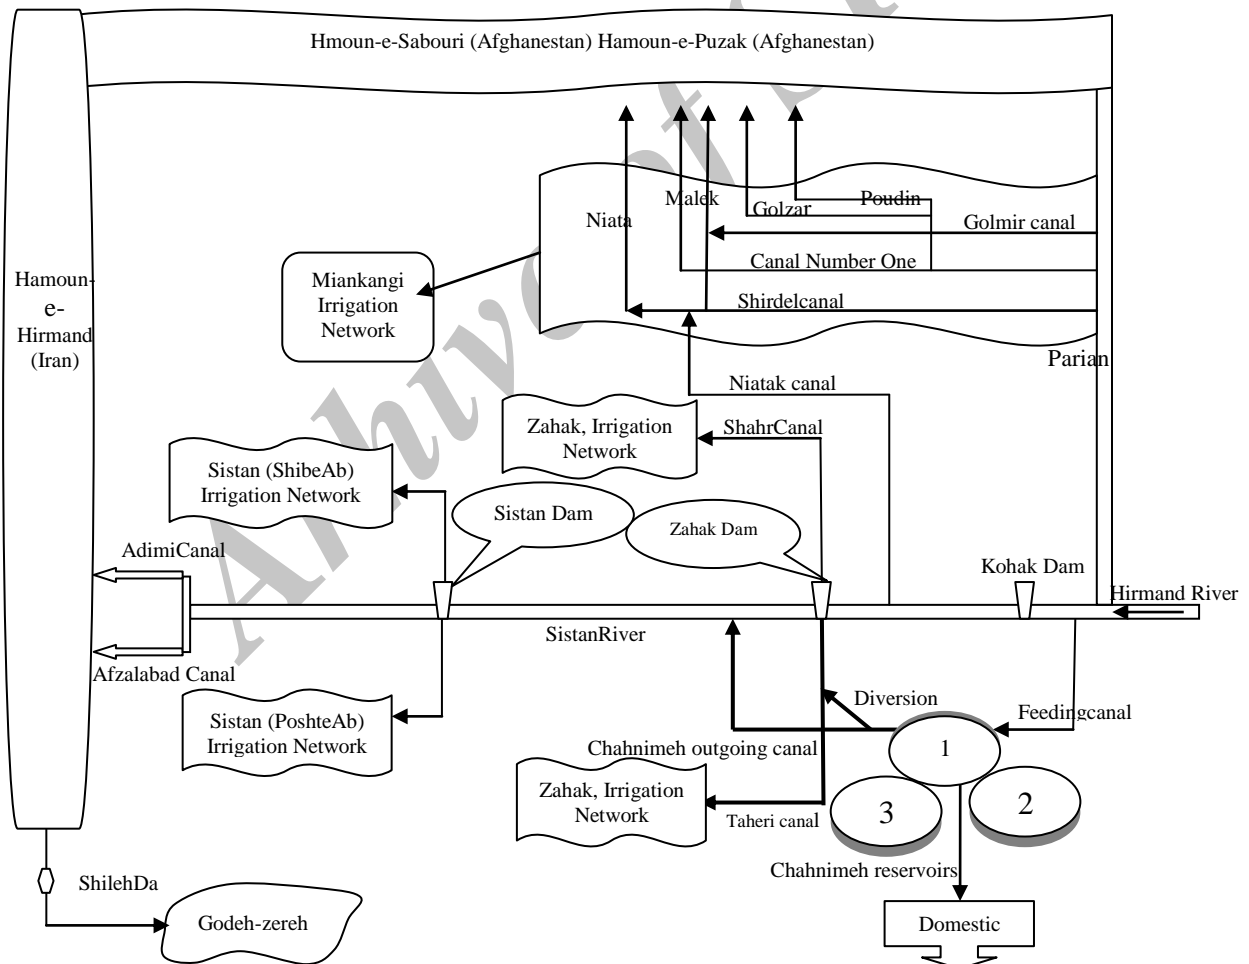 Hmoun-e-Sabouri (Afghanestan) Hamoun-e-Puzak (Afghanestan)
Malek
Poudin
Golzar
Niata
Golmir canal
Canal Number One
Shirdelcanal
Hamoun-
e-
Hirmand
(Iran)
Miankangi
Irrigation
Network
Parian
Niatak canal
Zahak, Irrigation
Network
ShahrCanal
Sistan (ShibeAb)
Irrigation Network
Sistan Dam
Zahak Dam
AdimiCanal
Kohak Dam
Hirmand River
SistanRiver
Afzalabad Canal
Sistan (PoshteAb)
Irrigation Network
Diversion
Feedingcanal
Chahnimeh outgoing canal
1
2
3
Zahak, Irrigation
Network
Taheri canal
Chahnimeh reservoirs
ShilehDa
Godeh-zereh
Domestic